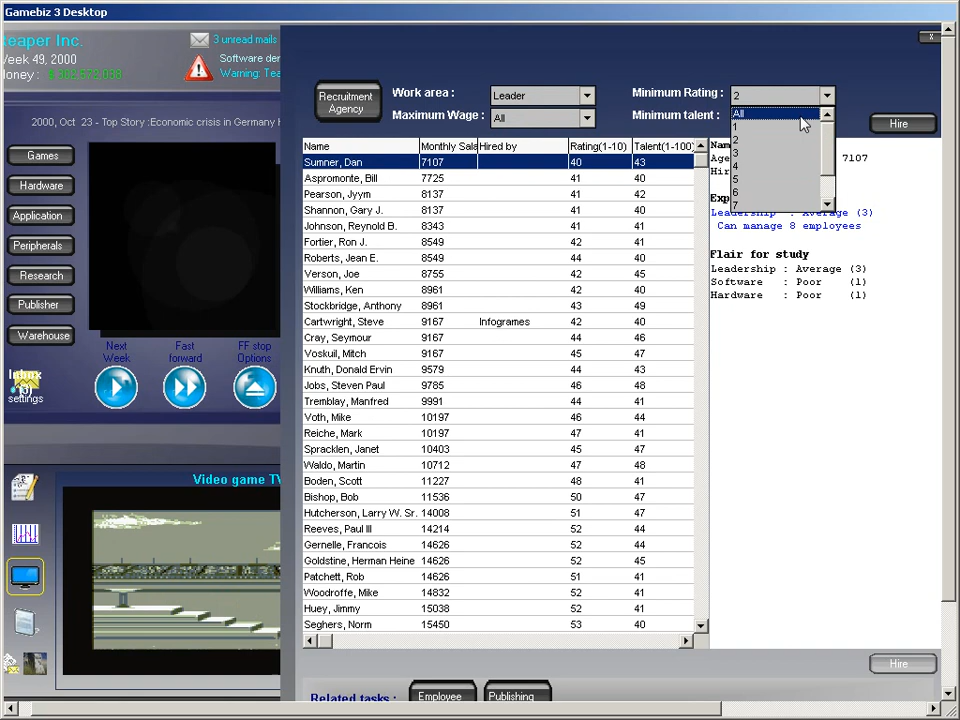 Gamebiz 3 Desktop
eaper Inc.
Week 49, 2000
Money :
3 unread mails
Software der
Warning: Tea
2000, Oct 23 - Top Story :Economic crisis in Germany
Games
Hardware
Application
Peripherals
Research
Publisher
Warehouse
Next Week
Fast forward
FF stop Options
settings
Video game TV
x
Recruitment Agency
Work area : Leader
Maximum Wage : All
Minimum Rating : 2
Minimum talent :
All
1
2
3
4
5
6
7
Hire
Name Monthly Sala Hired by Rating(1-10) Talent(1-100)
Sumner, Dan 7107 40 43
Aspromonte, Bill 7725 41 40
Pearson, Jyym 8137 41 42
Shannon, Gary J. 8137 41 40
Johnson, Reynold B. 8343 41 41
Fortier, Ron J. 8549 42 41
Roberts, Jean E. 8549 44 40
Verson, Joe 8755 42 45
Williams, Ken 8961 42 40
Stockbridge, Anthony 8961 43 49
Cartwright, Steve 9167 Infogrames 42 40
Cray, Seymour 9167 44 46
Voskuil, Mitch 9167 45 47
Knuth, Donald Ervin 9579 44 43
Jobs, Steven Paul 9785 46 48
Tremblay, Manfred 9991 44 41
Voth, Mike 10197 46 44
Reiche, Mark 10197 47 41
Spracklen, Janet 10403 45 47
Waldo, Martin 10712 47 48
Boden, Scott 11227 48 41
Bishop, Bob 11536 50 47
Hutcherson, Larry W. Sr. 14008 51 47
Reeves, Paul III 14214 52 44
Gernelle, Francois 14626 52 44
Goldstine, Herman Heine 14626 52 45
Patchett, Rob 14626 51 41
Woodroffe, Mike 14832 52 41
Huey, Jimmy 15038 52 41
Seghers, Norm 15450 53 40
Nam
Age 7107
Hir
Exp
Leadership : Average (3)
Can manage 8 employees
Flair for study
Leadership : Average (3)
Software : Poor (1)
Hardware : Poor (1)
Hire
Related tasks :
Employee
Publishing